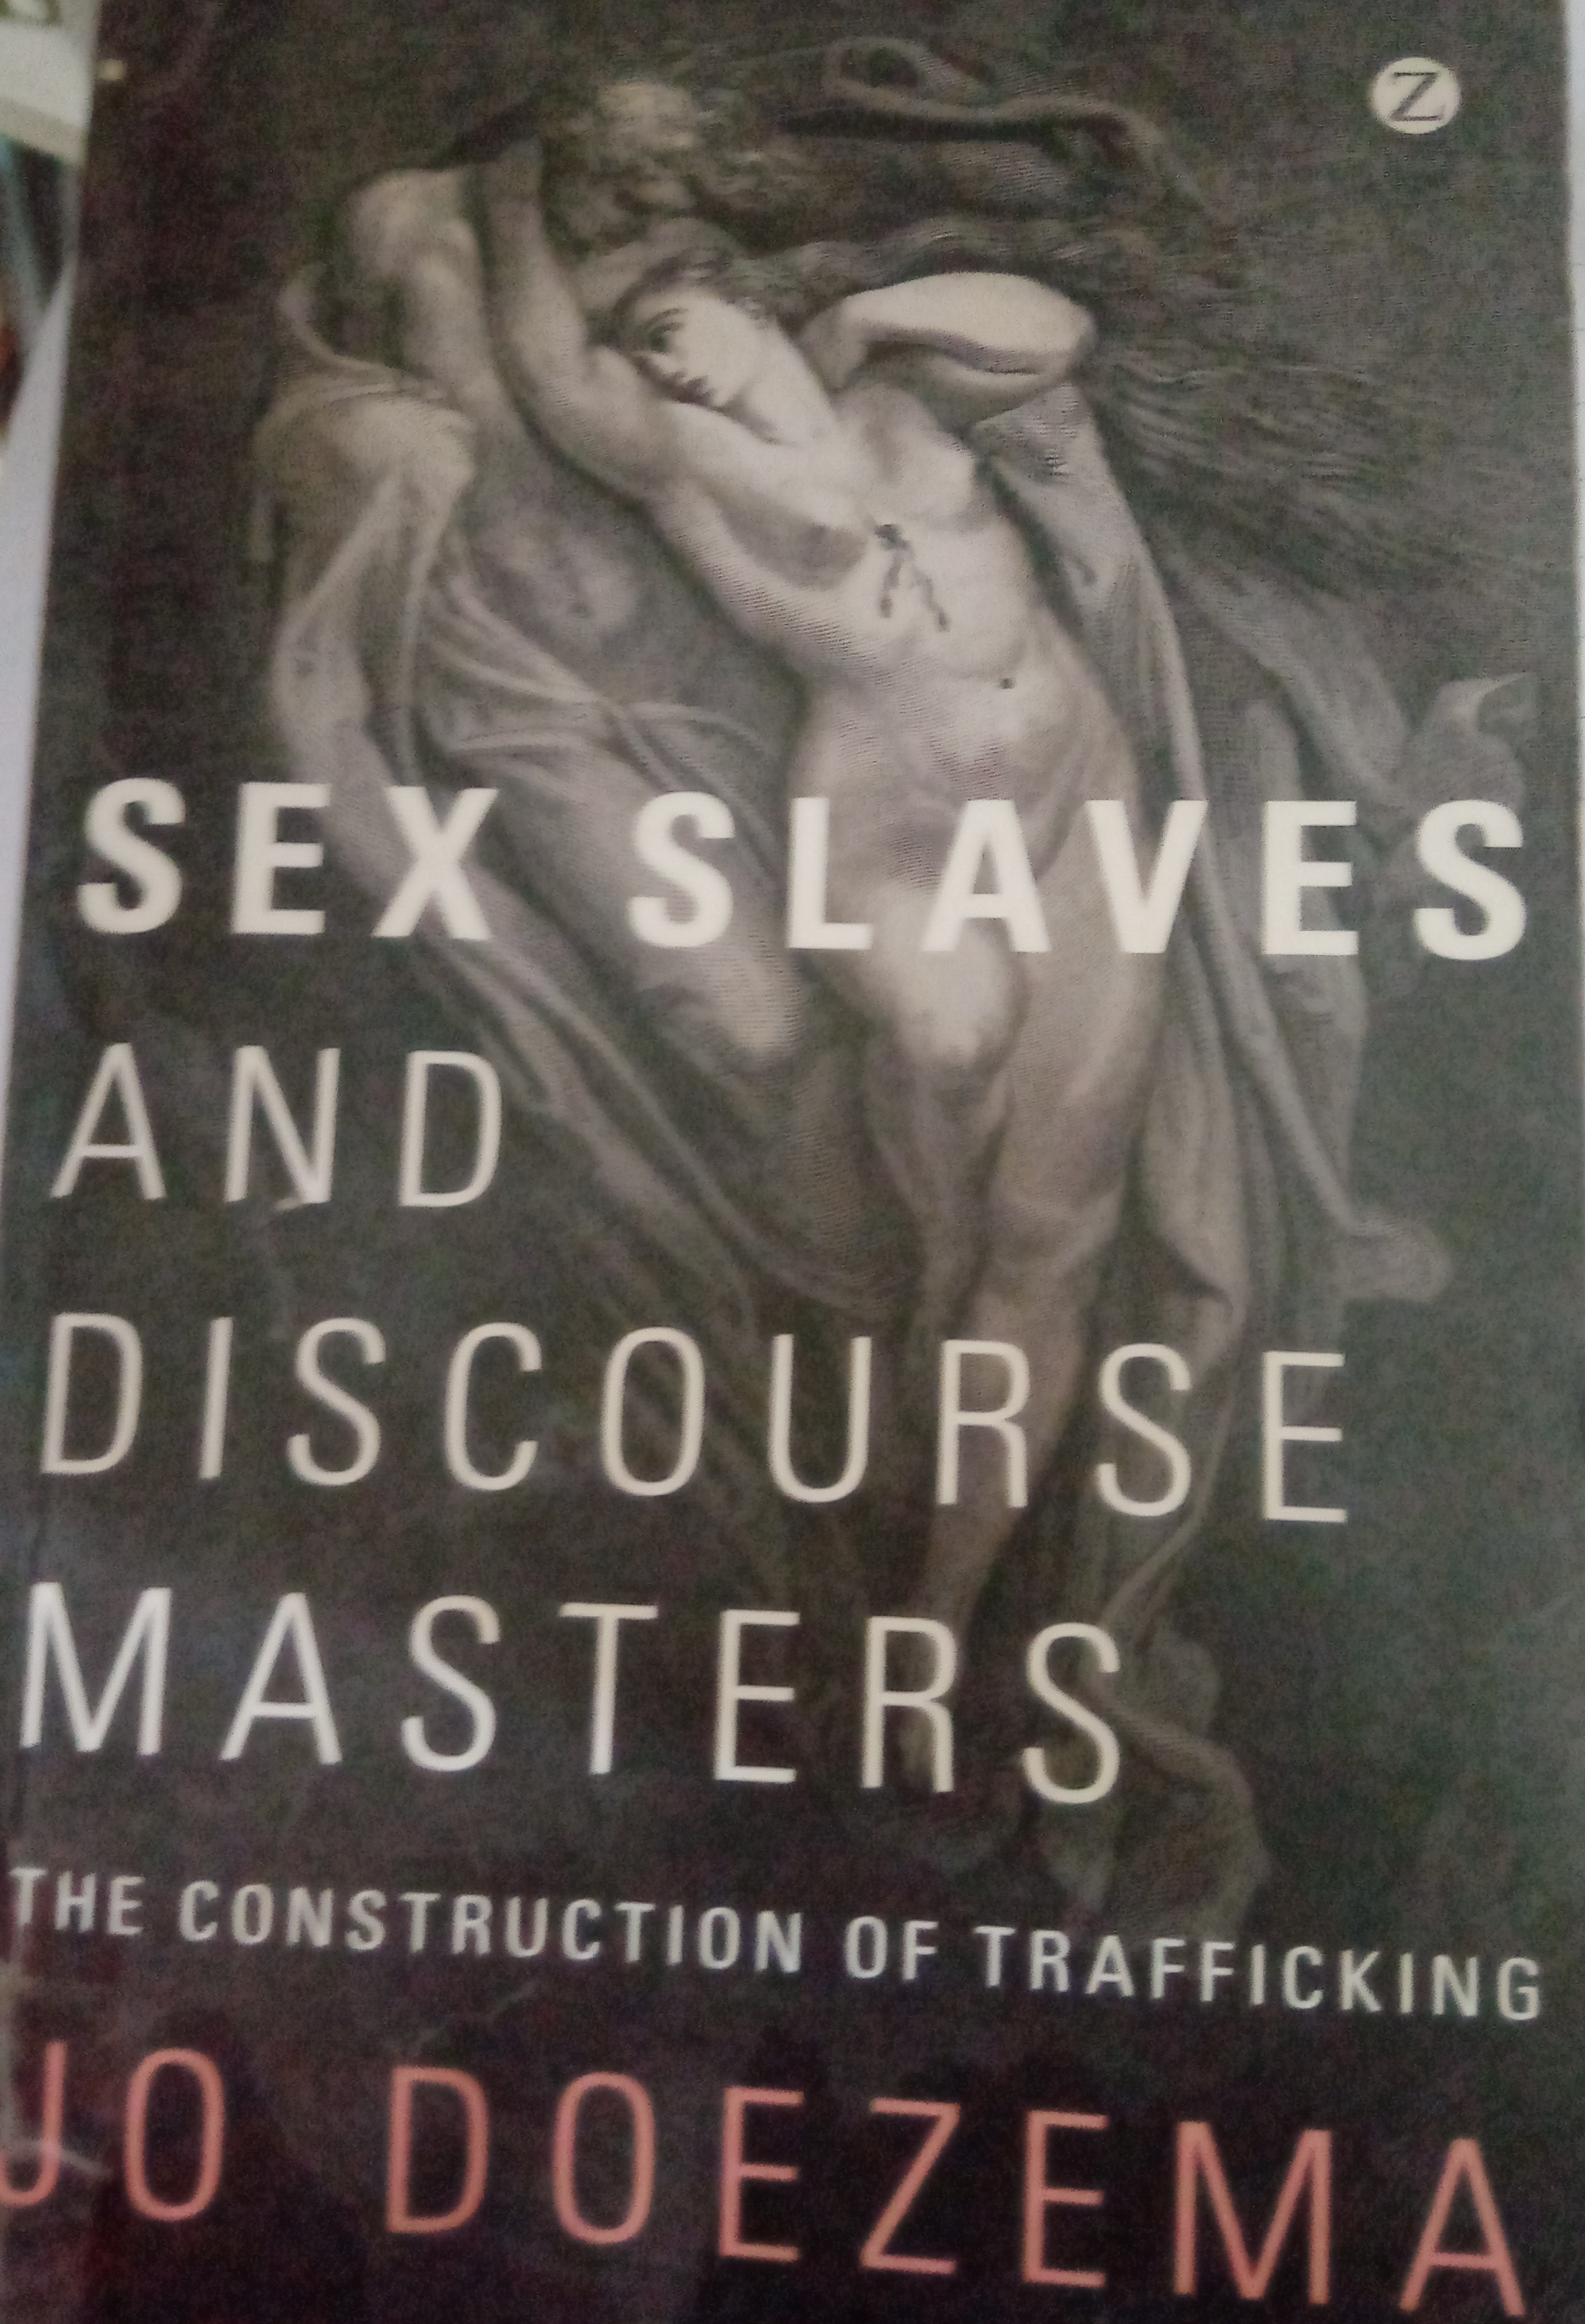 Z
SEX SLAVES
AND
DISCOURSE
MASTERS
THE CONSTRUCTION OF TRAFFICKING
JO DOEZEMA